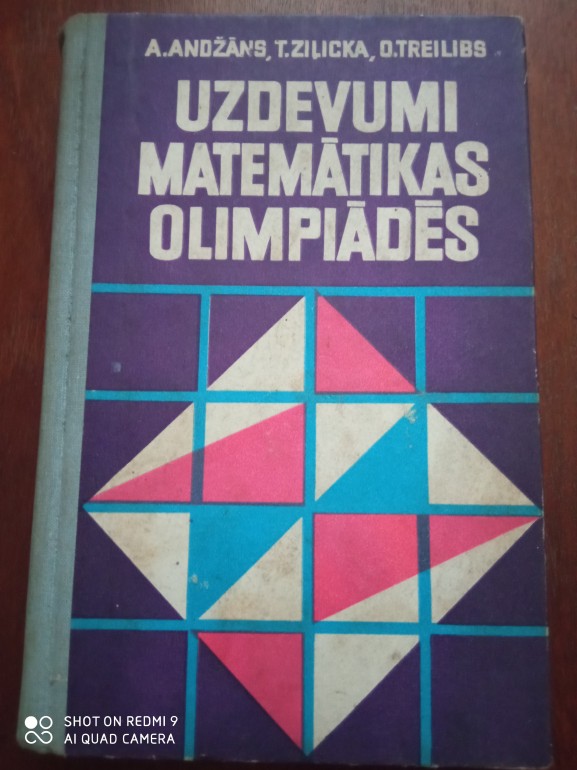 A.ANDŽĀNS, T.ZIĻICKA, O.TREILIBS
UZDEVUMI
MATEMĀTIKAS
OLIMPIĀDĒS
SHOT ON REDMI 9
AI QUAD CAMERA